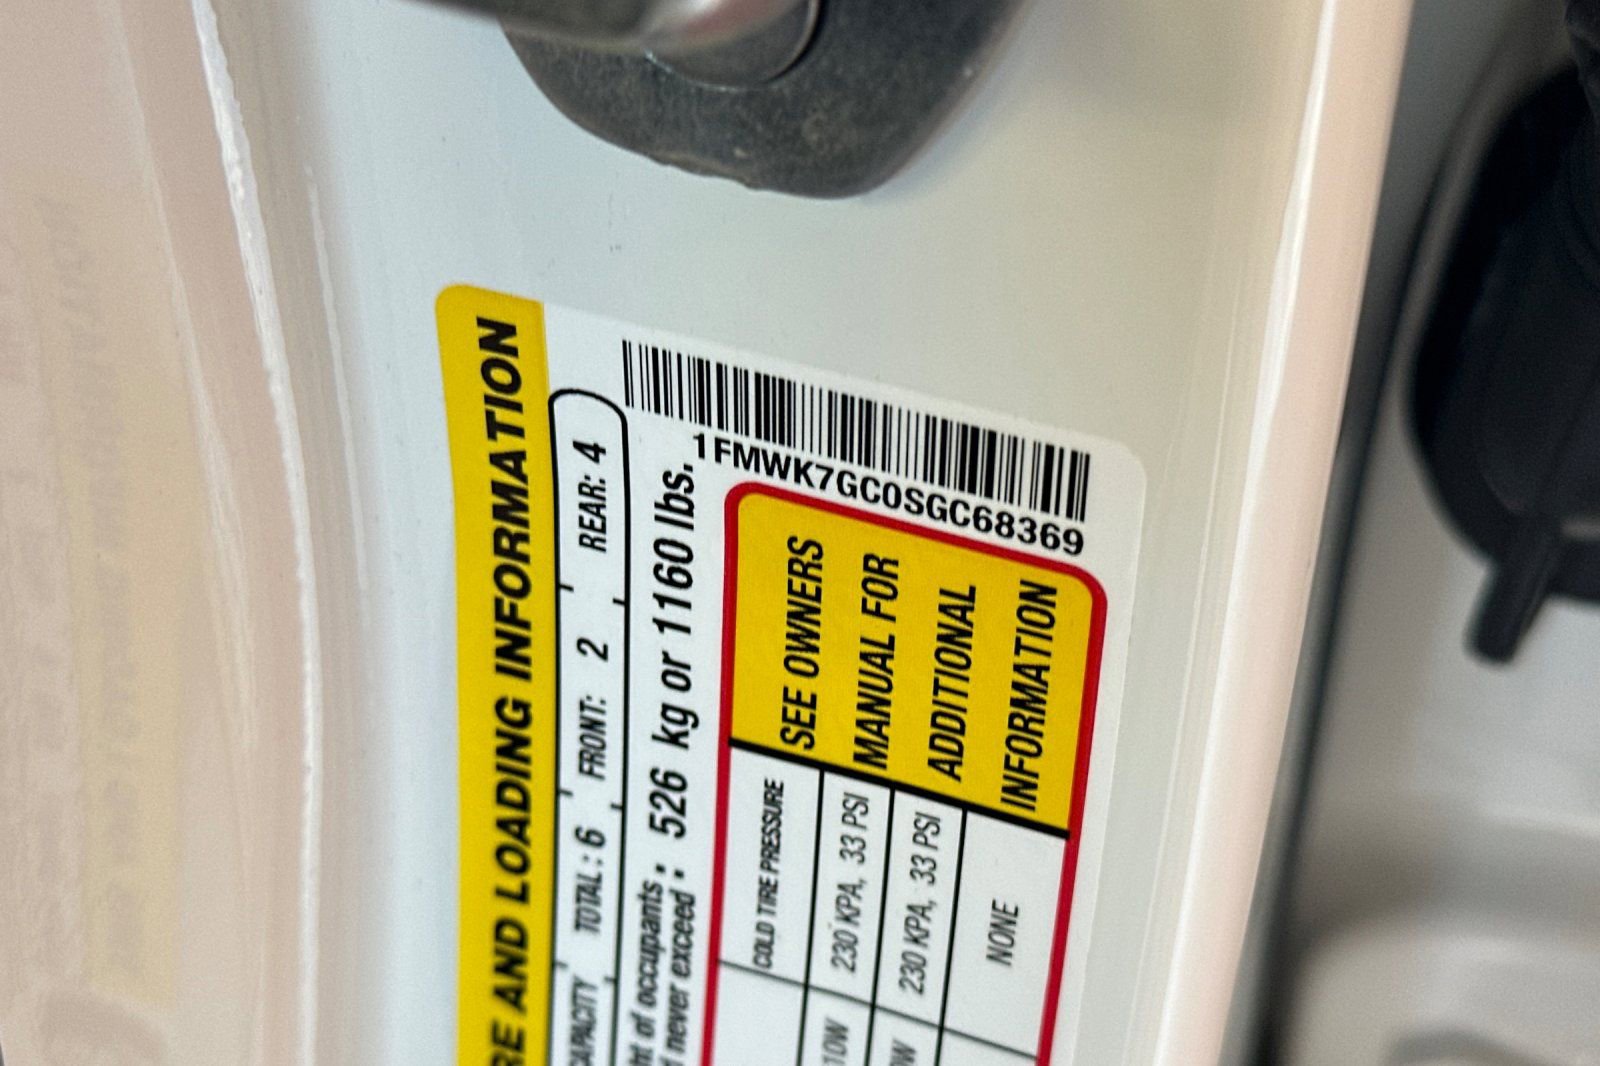 RE AND LOADING INFORMATION
CAPACITY TOTAL : 6 FRONT: 2 REAR: 4
ht of occupants :
d never exceed : 526 kg or 1160 lbs.
1FMWK7GC0SGC68369
COLD TIRE PRESSURE
230 KPA, 33 PSI
230 KPA, 33 PSI
NONE
SEE OWNERS
MANUAL FOR
ADDITIONAL
INFORMATION